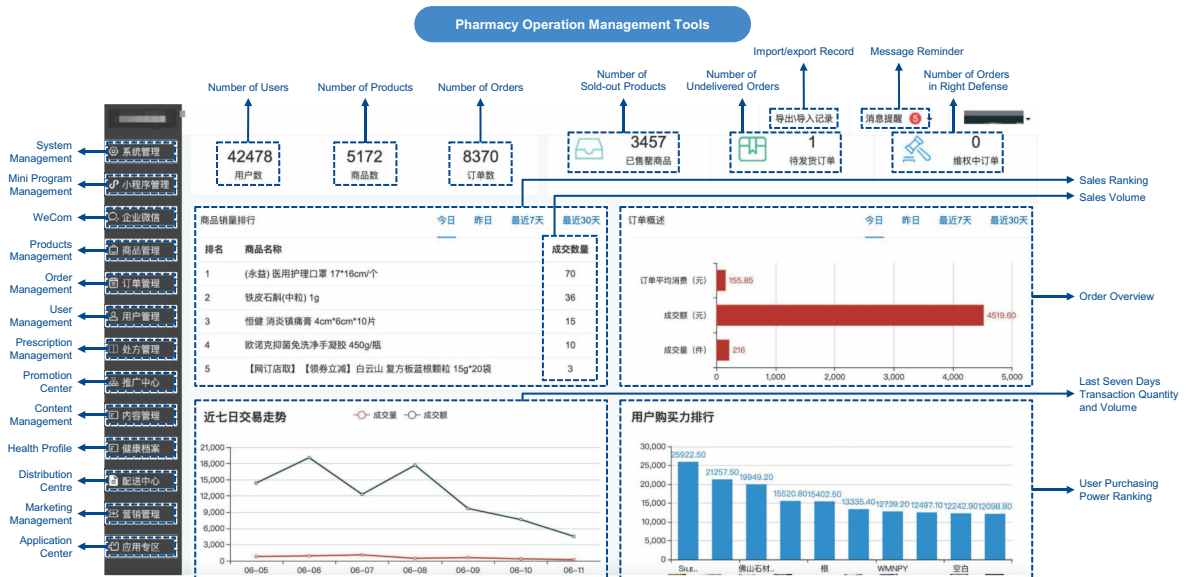 Pharmacy Operation Management Tools
Import/export Record
Message Reminder
Number of Users
Number of Products
Number of Orders
Number of
Sold-out Products
Number of
Undelivered Orders
Number of Orders
in Right Defense
导出\导入记录
消息提醒 5
42478
用户数
5172
商品数
8370
订单数
3457
已售罄商品
1
待发货订单
0
维权中订单
System
Management
系统管理
Mini Program
Management
小程序管理
WeCom
企业微信
Products
Management
商品管理
Order
Management
订单管理
User
Management
用户管理
Prescription
Management
处方管理
Promotion
Center
推广中心
Content
Management
内容管理
Health Profile
健康档案
Distribution
Centre
配送中心
Marketing
Management
营销管理
Application
Center
应用专区
Sales Ranking
Sales Volume
商品销量排行 今日 昨日 最近7天 最近30天
排名 商品名称 成交数量
1 (永益) 医用护理口罩 17*16cm/个 70
2 铁皮石斛(中粒) 1g 36
3 恒健 消炎镇痛膏 4cm*6cm*10片 15
4 欧诺克抑菌免洗净手凝胶 450g/瓶 10
5 【网订店取】【领券立减】白云山 复方板蓝根颗粒 15g*20袋 3
订单概述 今日 昨日 最近7天 最近30天
订单平均消费（元） 155.85
成交额（元） 4519.60
成交量（件） 216
0 1,000 2,000 3,000 4,000 5,000
Order Overview
Last Seven Days
Transaction Quantity
and Volume
近七日交易走势
成交量 成交额
21,000
18,000
15,000
12,000
9,000
6,000
3,000
0
06-05 06-06 06-07 06-08 06-09 06-10 06-11
用户购买力排行
30,000
25,000
20,000
15,000
10,000
5,000
0
25922.50 21257.50 19949.20 15520.80 15402.50 13335.40 12739.20 12497.10 12242.90 12098.80
SILE.. 佛山石材.. 根 WMNPY 空白
User Purchasing
Power Ranking